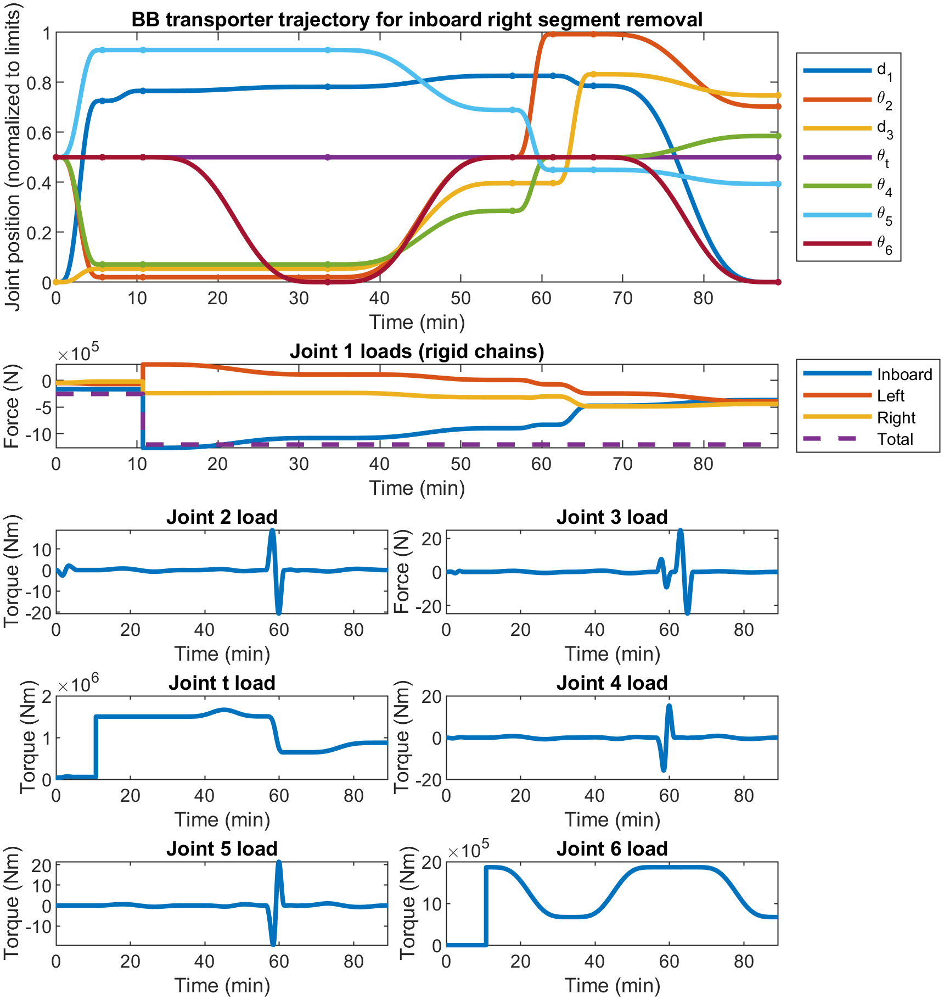 BB transporter trajectory for inboard right segment removal
Joint position (normalized to limits)
1
0.8
0.6
0.4
0.2
0
0 10 20 30 40 50 60 70 80
Time (min)
d1
θ2
d3
θt
θ4
θ5
θ6
Joint 1 loads (rigid chains)
×10^5
Force (N)
0
-5
-10
0 10 20 30 40 50 60 70 80
Time (min)
Inboard
Left
Right
Total
Joint 2 load
Torque (Nm)
10
0
-10
-20
0 20 40 60 80
Time (min)
Joint 3 load
Force (N)
20
0
-20
0 20 40 60 80
Time (min)
Joint t load
×10^6
Torque (Nm)
2
1
0
0 20 40 60 80
Time (min)
Joint 4 load
Torque (Nm)
20
0
-20
0 20 40 60 80
Time (min)
Joint 5 load
Torque (Nm)
20
10
0
-10
0 20 40 60 80
Time (min)
Joint 6 load
×10^5
Torque (Nm)
20
10
0
0 20 40 60 80
Time (min)